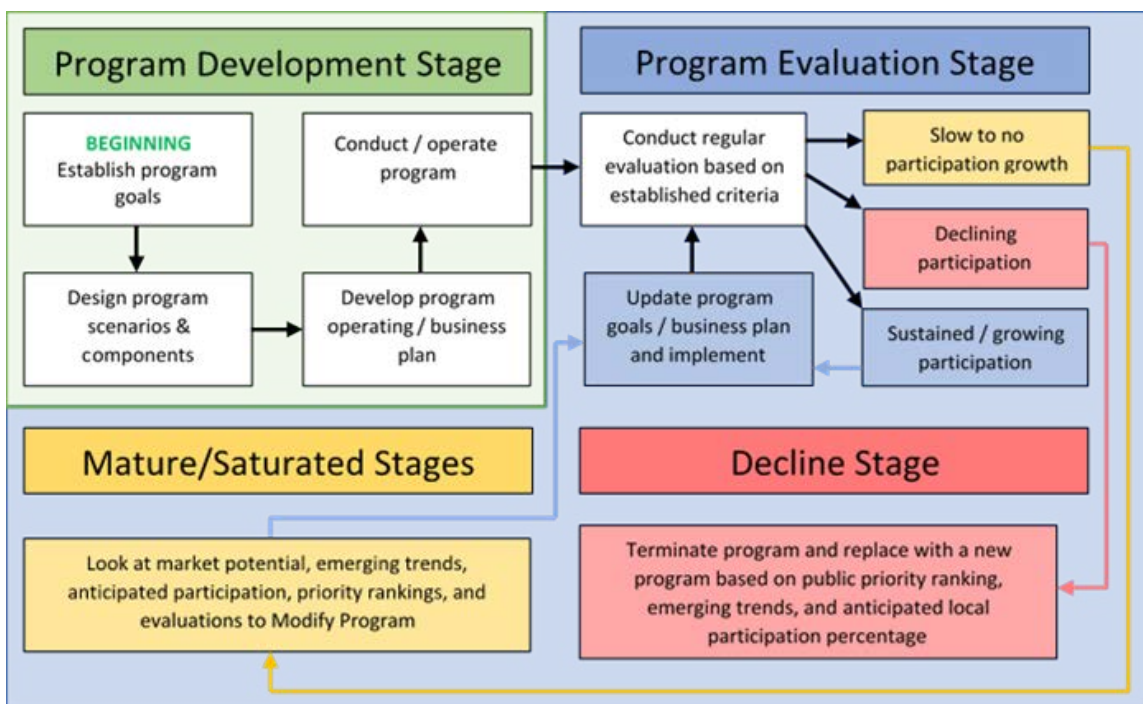 Program Development Stage
BEGINNING
Establish program
goals
Conduct / operate
program
Design program
scenarios &
components
Develop program
operating / business
plan
Program Evaluation Stage
Conduct regular
evaluation based on
established criteria
Slow to no
participation growth
Declining
participation
Update program
goals / business plan
and implement
Sustained / growing
participation
Mature/Saturated Stages
Look at market potential, emerging trends,
anticipated participation, priority rankings, and
evaluations to Modify Program
Decline Stage
Terminate program and replace with a new
program based on public priority ranking,
emerging trends, and anticipated local
participation percentage